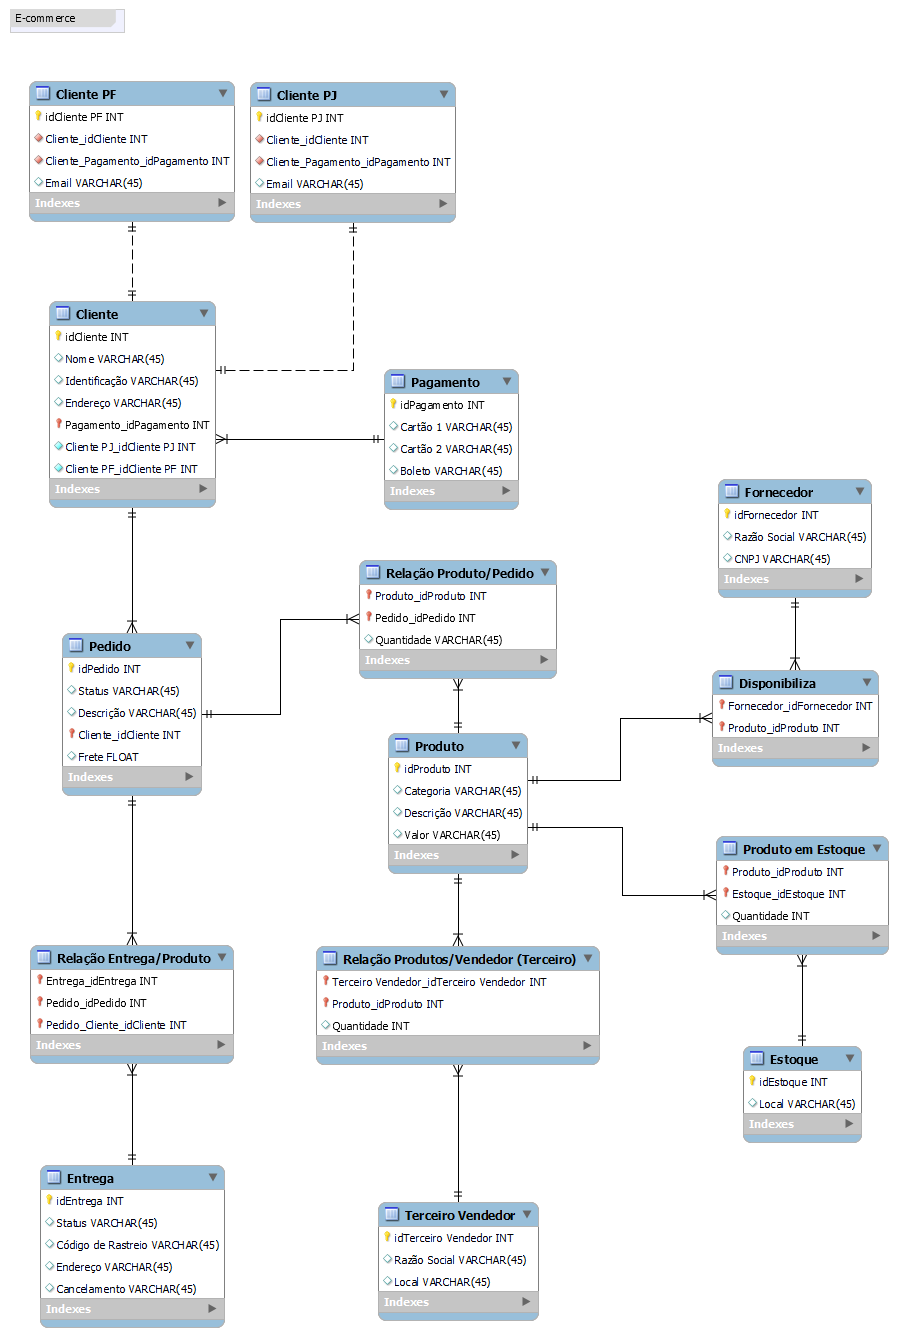 E-commerce
Cliente PF
idCliente PF INT
Cliente_idCliente INT
Cliente_Pagamento_idPagamento INT
Email VARCHAR(45)
Indexes
Cliente PJ
idCliente PJ INT
Cliente_idCliente INT
Cliente_Pagamento_idPagamento INT
Email VARCHAR(45)
Indexes
Cliente
idCliente INT
Nome VARCHAR(45)
Identificação VARCHAR(45)
Endereço VARCHAR(45)
Pagamento_idPagamento INT
Cliente PJ_idCliente PJ INT
Cliente PF_idCliente PF INT
Indexes
Pagamento
idPagamento INT
Cartão 1 VARCHAR(45)
Cartão 2 VARCHAR(45)
Boleto VARCHAR(45)
Indexes
Fornecedor
idFornecedor INT
Razão Social VARCHAR(45)
CNPJ VARCHAR(45)
Indexes
Relação Produto/Pedido
Produto_idProduto INT
Pedido_idPedido INT
Quantidade VARCHAR(45)
Indexes
Pedido
idPedido INT
Status VARCHAR(45)
Descrição VARCHAR(45)
Cliente_idCliente INT
Frete FLOAT
Indexes
Disponibiliza
Fornecedor_idFornecedor INT
Produto_idProduto INT
Indexes
Produto
idProduto INT
Categoria VARCHAR(45)
Descrição VARCHAR(45)
Valor VARCHAR(45)
Indexes
Produto em Estoque
Produto_idProduto INT
Estoque_idEstoque INT
Quantidade INT
Indexes
Relação Entrega/Produto
Entrega_idEntrega INT
Pedido_idPedido INT
Pedido_Cliente_idCliente INT
Indexes
Relação Produtos/Vendedor (Terceiro)
Terceiro Vendedor_idTerceiro Vendedor INT
Produto_idProduto INT
Quantidade INT
Indexes
Estoque
idEstoque INT
Local VARCHAR(45)
Indexes
Entrega
idEntrega INT
Status VARCHAR(45)
Código de Rastreio VARCHAR(45)
Endereço VARCHAR(45)
Cancelamento VARCHAR(45)
Indexes
Terceiro Vendedor
idTerceiro Vendedor INT
Razão Social VARCHAR(45)
Local VARCHAR(45)
Indexes